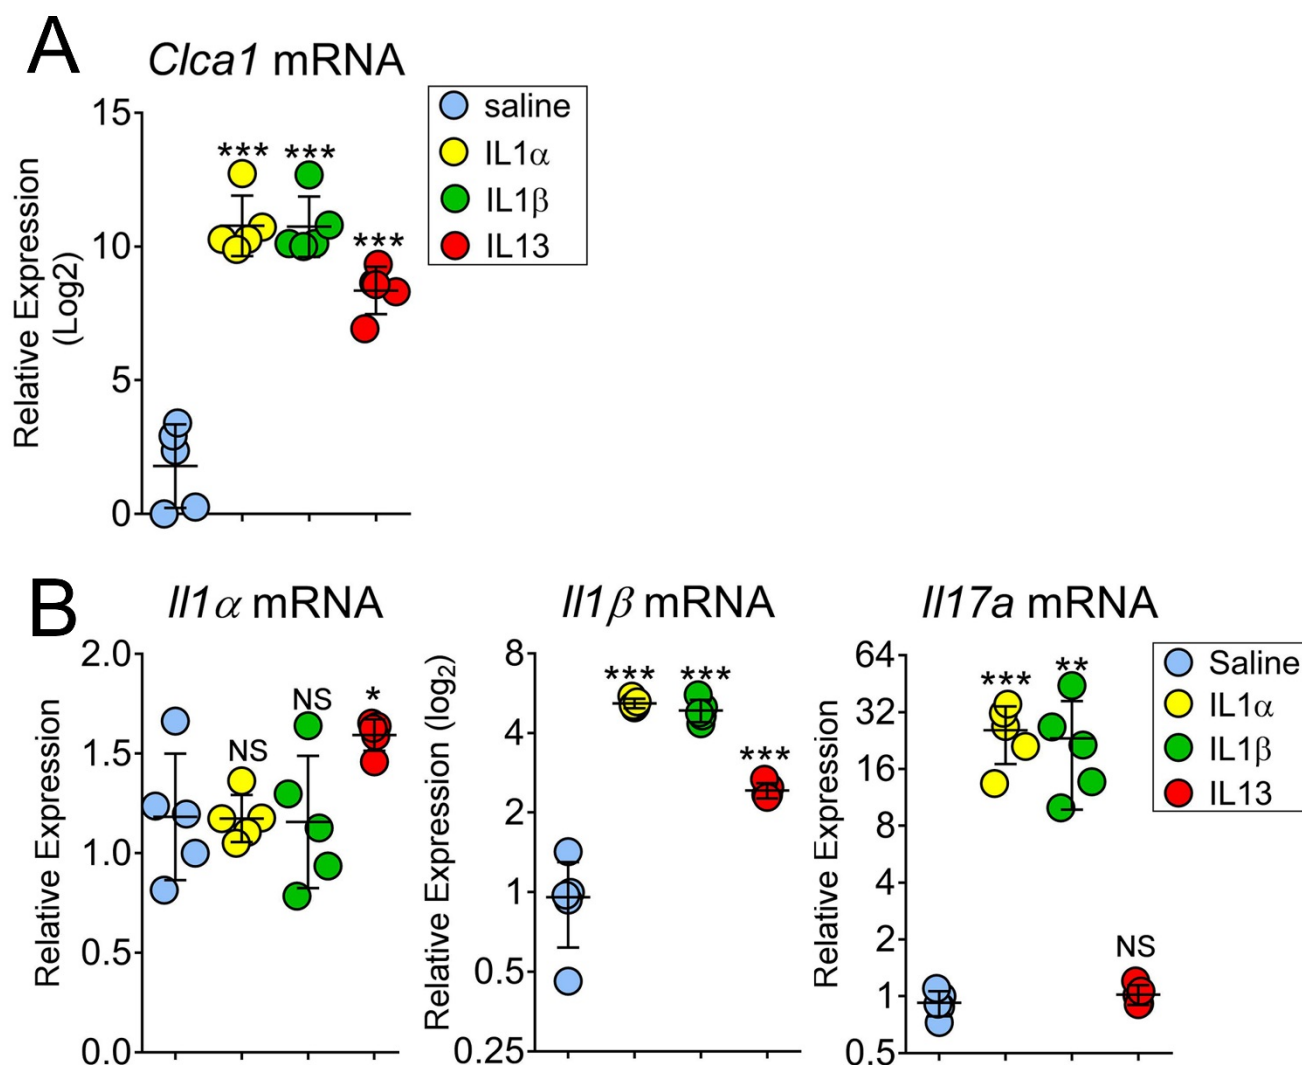 A
Clca1 mRNA
saline
IL1α
IL1β
IL13
Relative Expression
(Log2)
15
10
5
0
***
***
***
B
Il1α mRNA
Relative Expression
2.0
1.5
1.0
0.5
0.0
NS
NS
*
Il1β mRNA
Relative Expression (log2)
8
4
2
1
0.5
0.25
***
***
***
Il17a mRNA
Relative Expression
64
32
16
8
4
2
1
0.5
***
**
NS
Saline
IL1α
IL1β
IL13